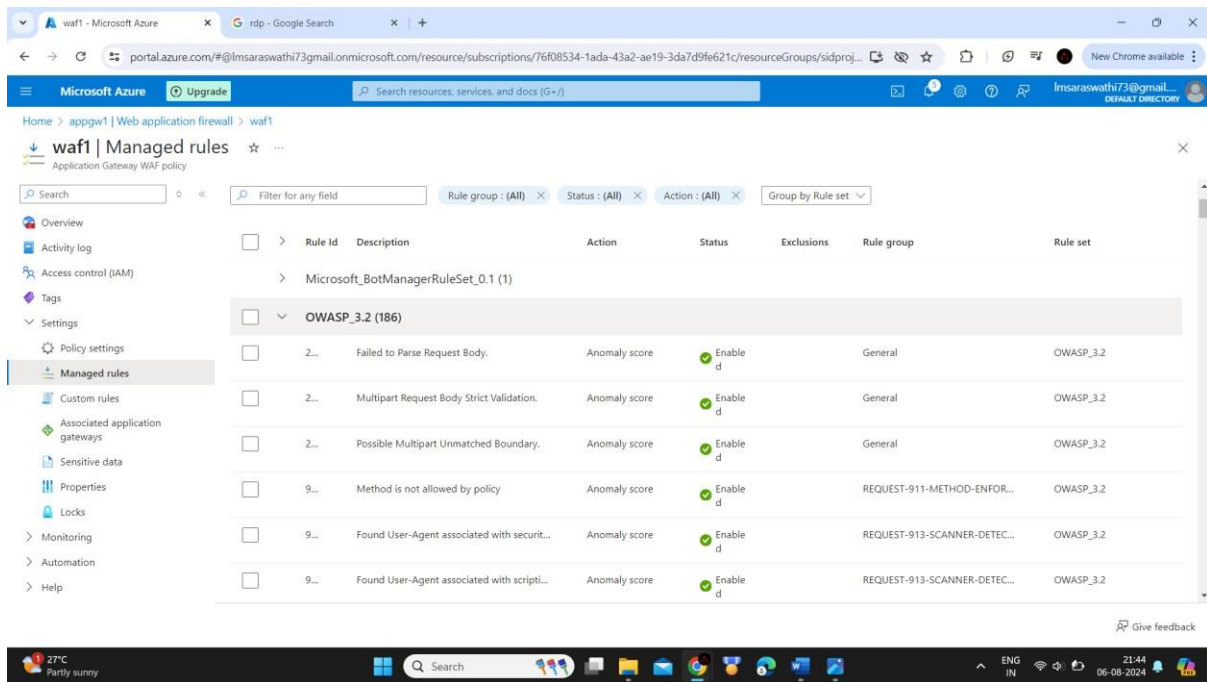 waf1 - Microsoft Azure
rdp - Google Search
portal.azure.com/#@lmsaraswathi73gmail.onmicrosoft.com/resource/subscriptions/76f08534-1ada-43a2-ae19-3da7d9fe621c/resourceGroups/sidproj...
New Chrome available
Microsoft Azure
Upgrade
Search resources, services, and docs (G+/)
5
lmsaraswathi73@gmail....
DEFAULT DIRECTORY
Home > appgw1 | Web application firewall > waf1
waf1 | Managed rules
Application Gateway WAF policy
Search
Filter for any field
Rule group : (All)
Status : (All)
Action : (All)
Group by Rule set
Overview
Activity log
Access control (IAM)
Tags
Settings
Policy settings
Managed rules
Custom rules
Associated application
gateways
Sensitive data
Properties
Locks
Monitoring
Automation
Help
Rule Id Description Action Status Exclusions Rule group Rule set
Microsoft_BotManagerRuleSet_0.1 (1)
OWASP_3.2 (186)
2... Failed to Parse Request Body. Anomaly score Enable General OWASP_3.2
d
2... Multipart Request Body Strict Validation. Anomaly score Enable General OWASP_3.2
d
2... Possible Multipart Unmatched Boundary. Anomaly score Enable General OWASP_3.2
d
9... Method is not allowed by policy Anomaly score Enable REQUEST-911-METHOD-ENFOR... OWASP_3.2
d
9... Found User-Agent associated with securit... Anomaly score Enable REQUEST-913-SCANNER-DETEC... OWASP_3.2
d
9... Found User-Agent associated with scripti... Anomaly score Enable REQUEST-913-SCANNER-DETEC... OWASP_3.2
d
Give feedback
1
27°C
Partly sunny
Search
ENG
IN
21:44
06-08-2024